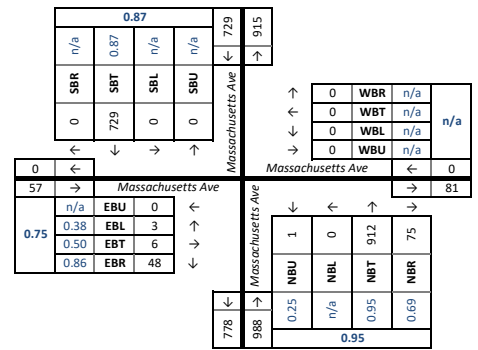 0.87
729 915
n/a 0.87 n/a n/a
↓ ↑
SBR SBT SBL SBU
Massachusetts Ave
0 729 0 0
← ↓ → ↑
↑ 0 WBR n/a
← 0 WBT n/a
↓ 0 WBL n/a
→ 0 WBU n/a
n/a
0 ←
Massachusetts Ave
← 0
57 →
Massachusetts Ave
→ 81
0.75
n/a EBU 0 ←
0.38 EBL 3 ↑
0.50 EBT 6 →
0.86 EBR 48 ↓
Massachusetts Ave
↓ ← ↑ →
1 0 912 75
NBU NBL NBT NBR
0.25 n/a 0.95 0.69
↓ ↑
778 988
0.95